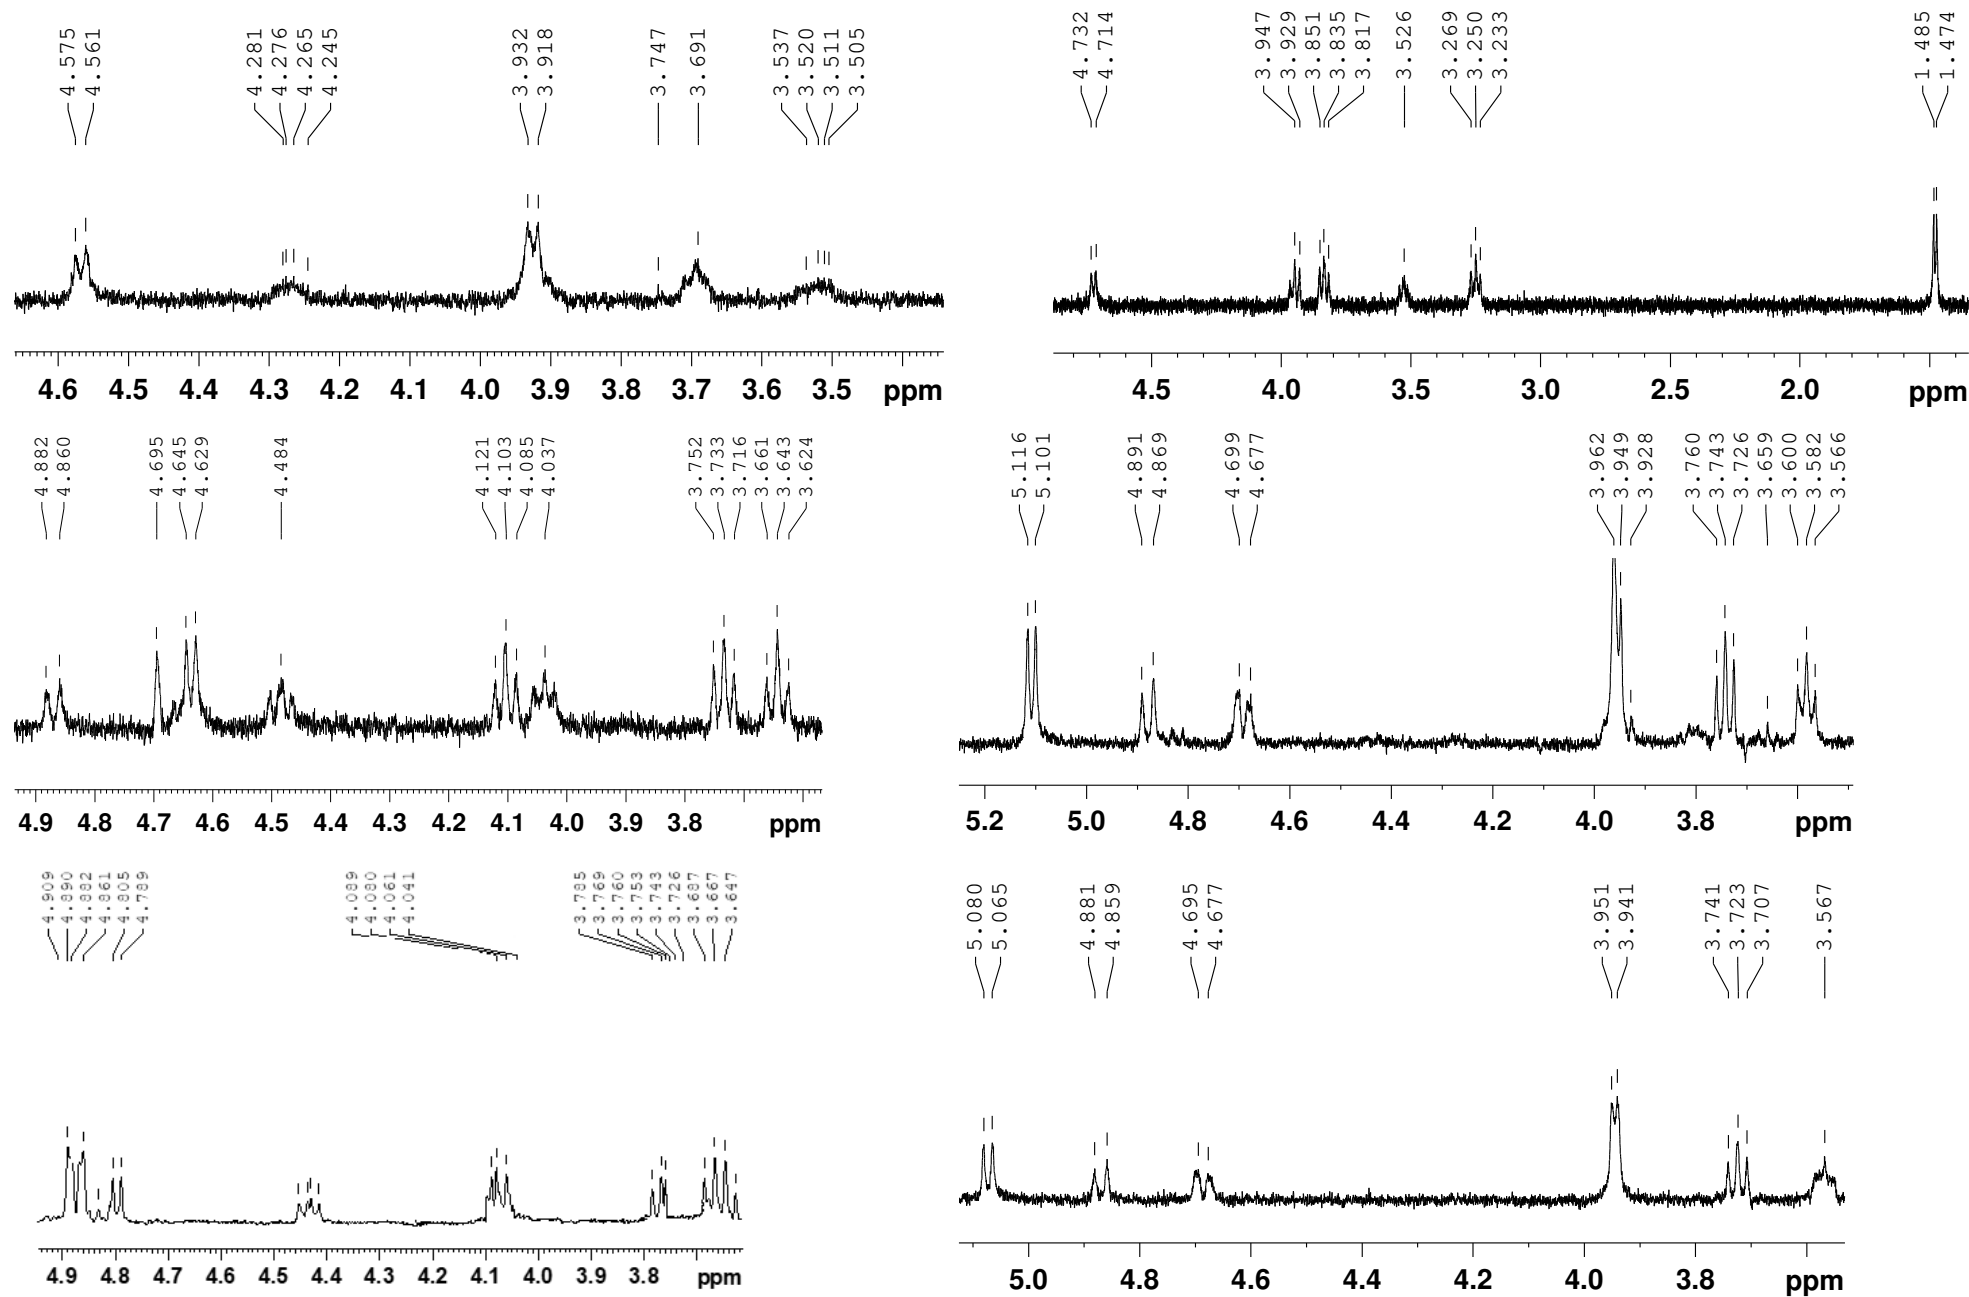 4.575 4.561 4.281 4.276 4.265 4.245 3.932 3.918 3.747 3.691 3.537 3.520 3.511 3.505
4.6 4.5 4.4 4.3 4.2 4.1 4.0 3.9 3.8 3.7 3.6 3.5 ppm
4.732 4.714 3.947 3.929 3.851 3.835 3.817 3.526 3.269 3.250 3.233 1.485 1.474
4.5 4.0 3.5 3.0 2.5 2.0 ppm
4.882 4.860 4.695 4.645 4.629 4.484 4.121 4.103 4.085 4.037 3.752 3.733 3.716 3.661 3.643 3.624
4.9 4.8 4.7 4.6 4.5 4.4 4.3 4.2 4.1 4.0 3.9 3.8 ppm
5.116 5.101 4.891 4.869 4.699 4.677 3.962 3.949 3.928 3.760 3.743 3.726 3.659 3.600 3.582 3.566
5.2 5.0 4.8 4.6 4.4 4.2 4.0 3.8 ppm
4.909 4.890 4.882 4.861 4.805 4.789 4.089 4.080 4.061 4.041 3.785 3.769 3.760 3.753 3.743 3.726 3.687 3.667 3.647
4.9 4.8 4.7 4.6 4.5 4.4 4.3 4.2 4.1 4.0 3.9 3.8 ppm
5.080 5.065 4.881 4.859 4.695 4.677 3.951 3.941 3.741 3.723 3.707 3.567
5.0 4.8 4.6 4.4 4.2 4.0 3.8 ppm